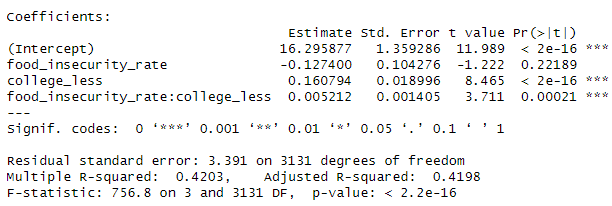 Coefficients:
                                    Estimate Std. Error t value Pr(>|t|)
(Intercept)                        16.295877   1.359286  11.989  < 2e-16 ***
food_insecurity_rate               -0.127400   0.104276  -1.222  0.22189
college_less                        0.160794   0.018996   8.465  < 2e-16 ***
food_insecurity_rate:college_less   0.005212   0.001405   3.711  0.00021 ***
---
Signif. codes:  0 ‘***’ 0.001 ‘**’ 0.01 ‘*’ 0.05 ‘.’ 0.1 ‘ ’ 1
Residual standard error: 3.391 on 3131 degrees of freedom
Multiple R-squared:  0.4203,    Adjusted R-squared:  0.4198
F-statistic: 756.8 on 3 and 3131 DF,  p-value: < 2.2e-16